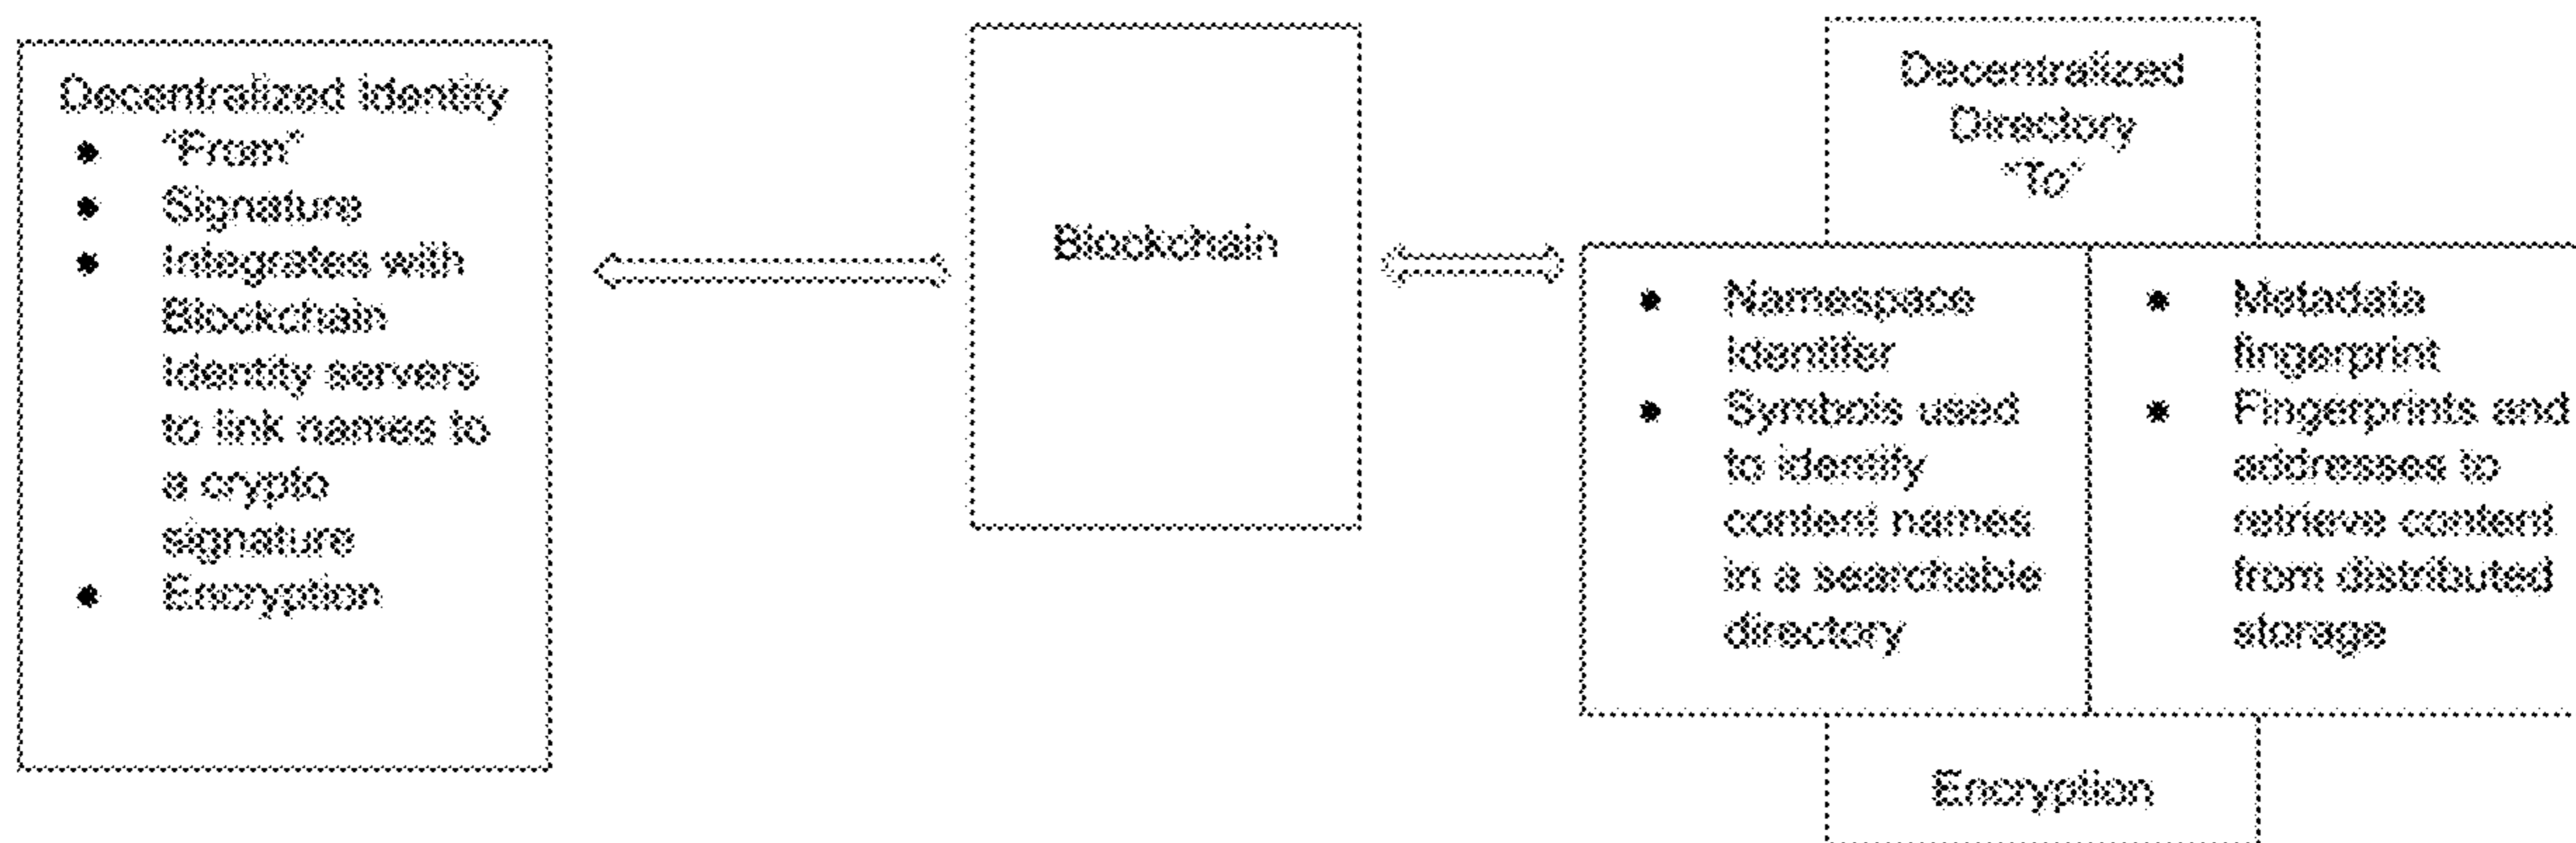 Decentralized Identity
● "From"
● Signature
● Integrates with
Blockchain
Identity servers
to link names to
a crypto
signature
● Encryption
Blockchain
Decentralized
Directory
"To"
● Namespace
Identifer
● Symbols used
to identify
content names
in a searchable
directory
● Metadata
fingerprint
● Fingerprints and
addresses to
retrieve content
from distributed
storage
Encryption